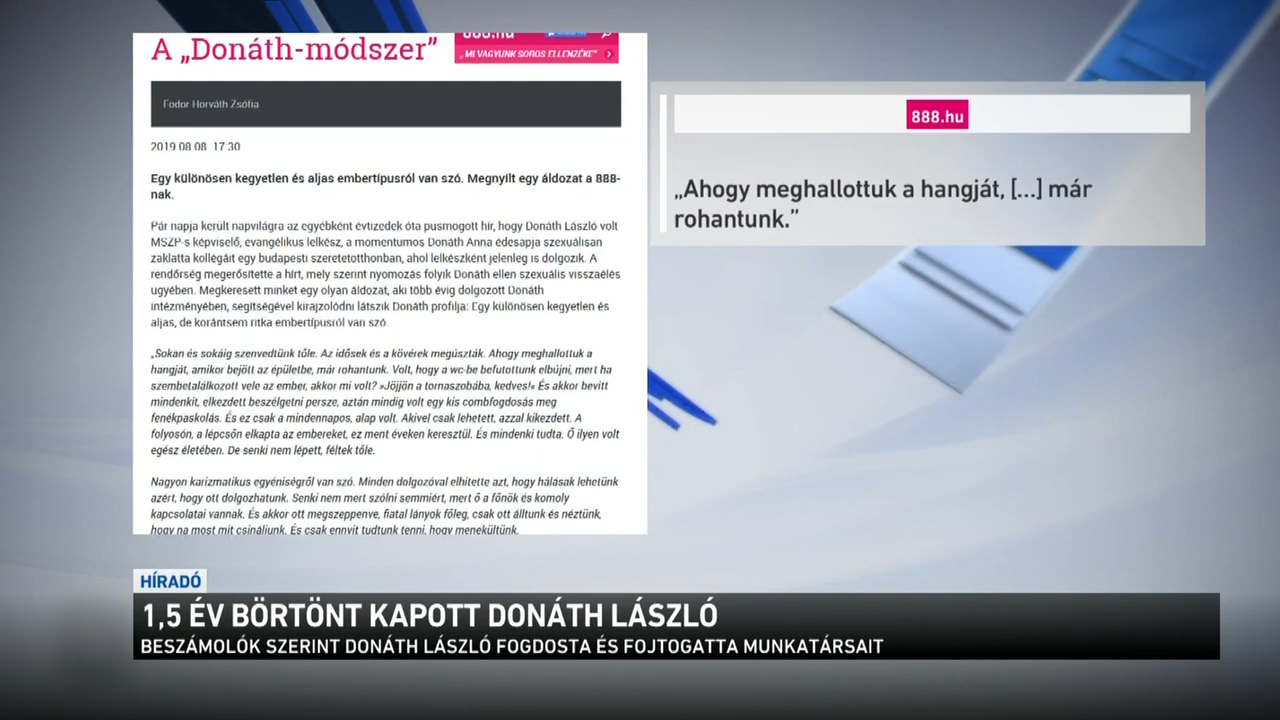 A „Donáth-módszer”
888.hu
„MI VAGYUNK SOROS ELLENZÉKE”
Fodor-Horváth Zsófia
2019.08.08. 17:30
Egy különösen kegyetlen és aljas embertípusról van szó. Megnyílt egy áldozat a 888-
nak.
Pár napja került napvilágra az egyébként évtizedek óta pusmogott hír, hogy Donáth László volt
MSZP-s képviselő, evangélikus lelkész, a momentumos Donáth Anna édesapja szexuálisan
zaklatta kollégáit egy budapesti szeretetotthonban, ahol lelkészként jelenleg is dolgozik. A
rendőrség megerősítette a hírt, mely szerint nyomozás folyik Donáth ellen szexuális visszaélés
ügyében. Megkeresett minket egy olyan áldozat, aki több évig dolgozott Donáth
intézményében, segítségével kirajzolódni látszik Donáth profilja: Egy különösen kegyetlen és
aljas, de korántsem ritka embertípusról van szó.
„Sokan és sokáig szenvedtünk tőle. Az idősek és a kövérek megúszták. Ahogy meghallottuk a
hangját, amikor bejött az épületbe, már rohantunk. Volt, hogy a wc-be befutottunk elbújni, mert ha
szembetalálkozott vele az ember, akkor mi volt? »Jöjjön a tornaszobába, kedves!« És akkor bevitt
mindenkit, elkezdett beszélgetni persze, aztán mindig volt egy kis combfogdosás meg
fenékpaskolás. És ez csak a mindennapos, alap volt. Akivel csak lehetett, azzal kikezdett. A
folyosón, a lépcsőn elkapta az embereket, ez ment éveken keresztül. És mindenki tudta. Ő ilyen volt
egész életében. De senki nem lépett, féltek tőle.
Nagyon karizmatikus egyéniségről van szó. Minden dolgozóval elhitette azt, hogy hálásak lehetünk
azért, hogy ott dolgozhatunk. Senki nem mert szólni semmiért, mert ő a főnök és komoly
kapcsolatai vannak. És akkor ott megszeppenve, fiatal lányok főleg, csak ott álltunk és néztünk,
hogy na most mit csináljunk. És csak ennyit tudtunk tenni, hogy menekültünk.
888.hu
„Ahogy meghallottuk a hangját, [...] már
rohantunk.”
HÍRADÓ
1,5 ÉV BÖRTÖNT KAPOTT DONÁTH LÁSZLÓ
BESZÁMOLÓK SZERINT DONÁTH LÁSZLÓ FOGDOSTA ÉS FOJTOGATTA MUNKATÁRSAIT